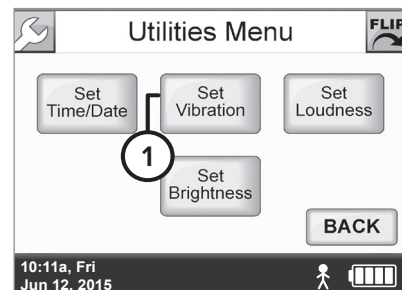 Utilities Menu
FLIP
Set
Time/Date
Set
Vibration
Set
Loudness
1
Set
Brightness
BACK
10:11a, Fri
Jun 12, 2015